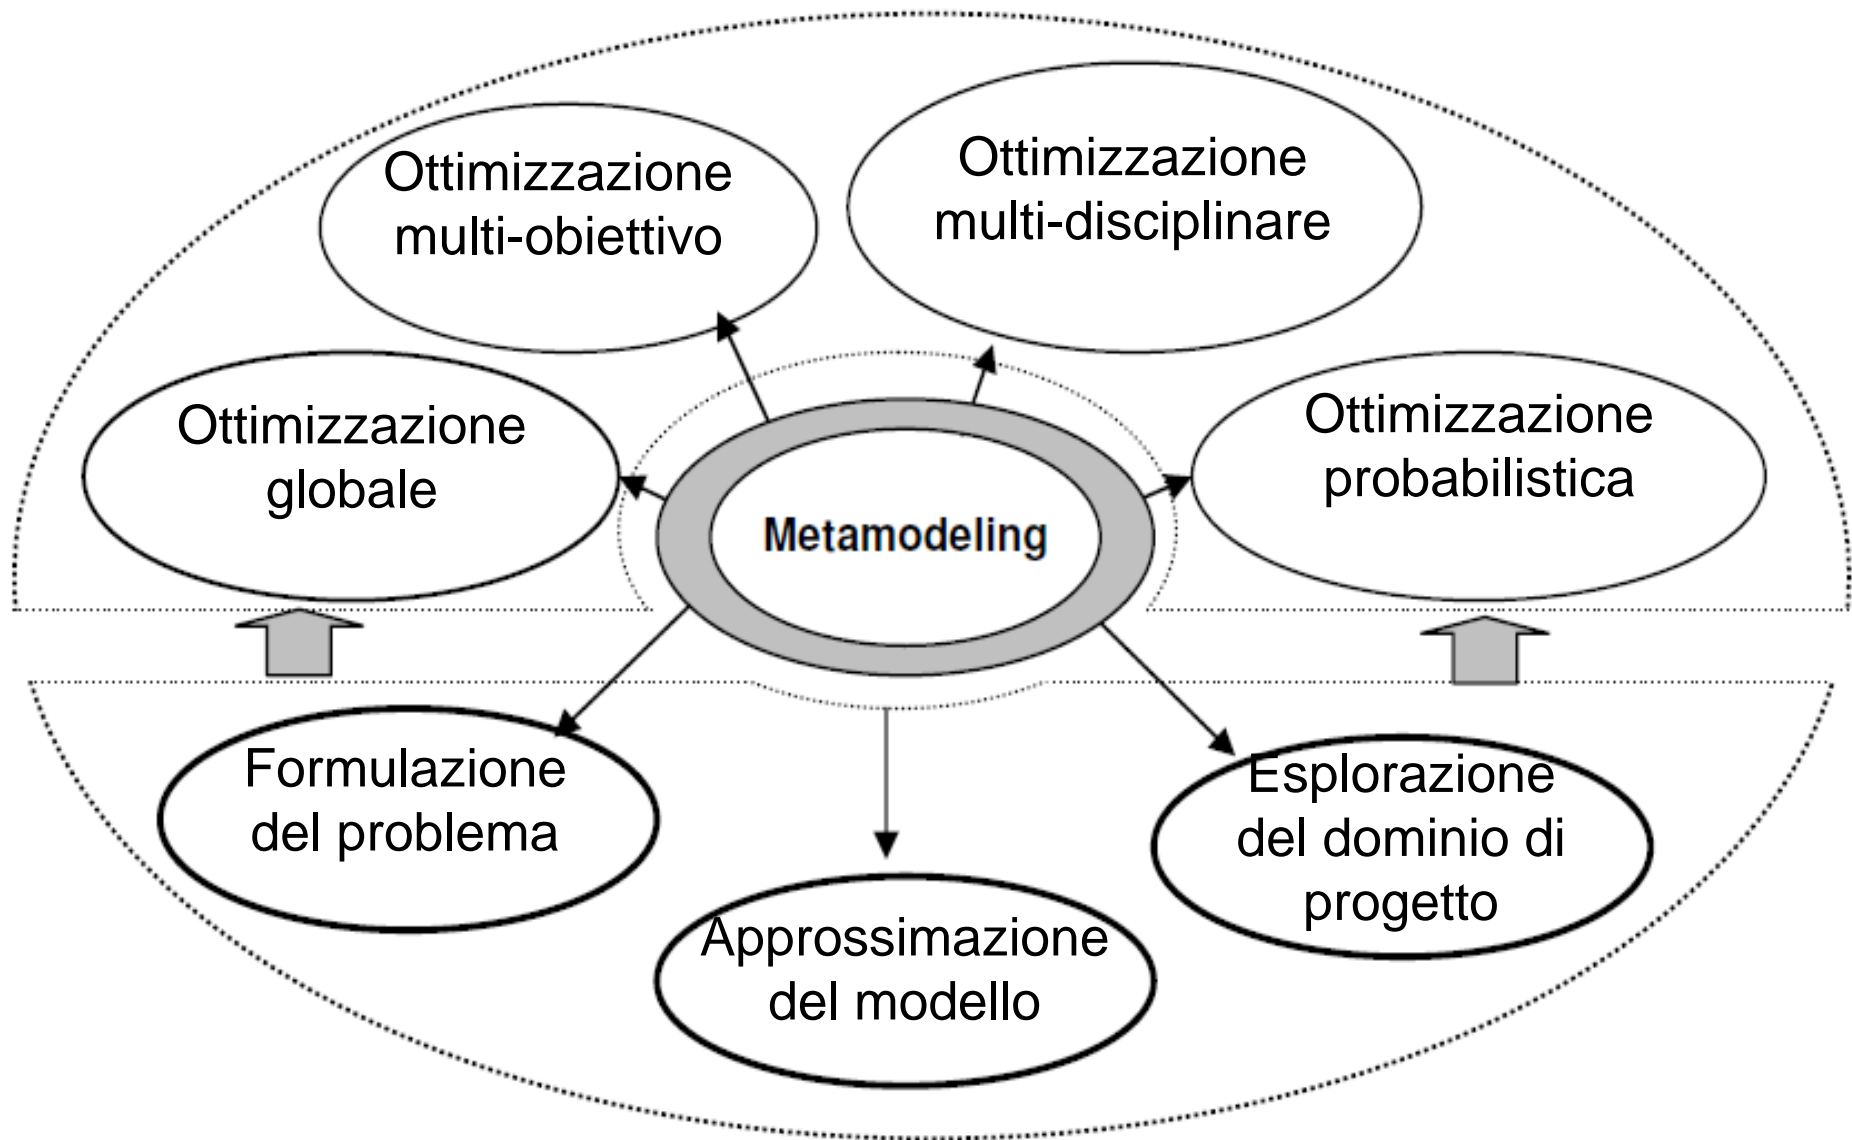 Ottimizzazione
multi-obiettivo
Ottimizzazione
multi-disciplinare
Ottimizzazione
globale
Ottimizzazione
probabilistica
Metamodeling
Formulazione
del problema
Approssimazione
del modello
Esplorazione
del dominio di
progetto